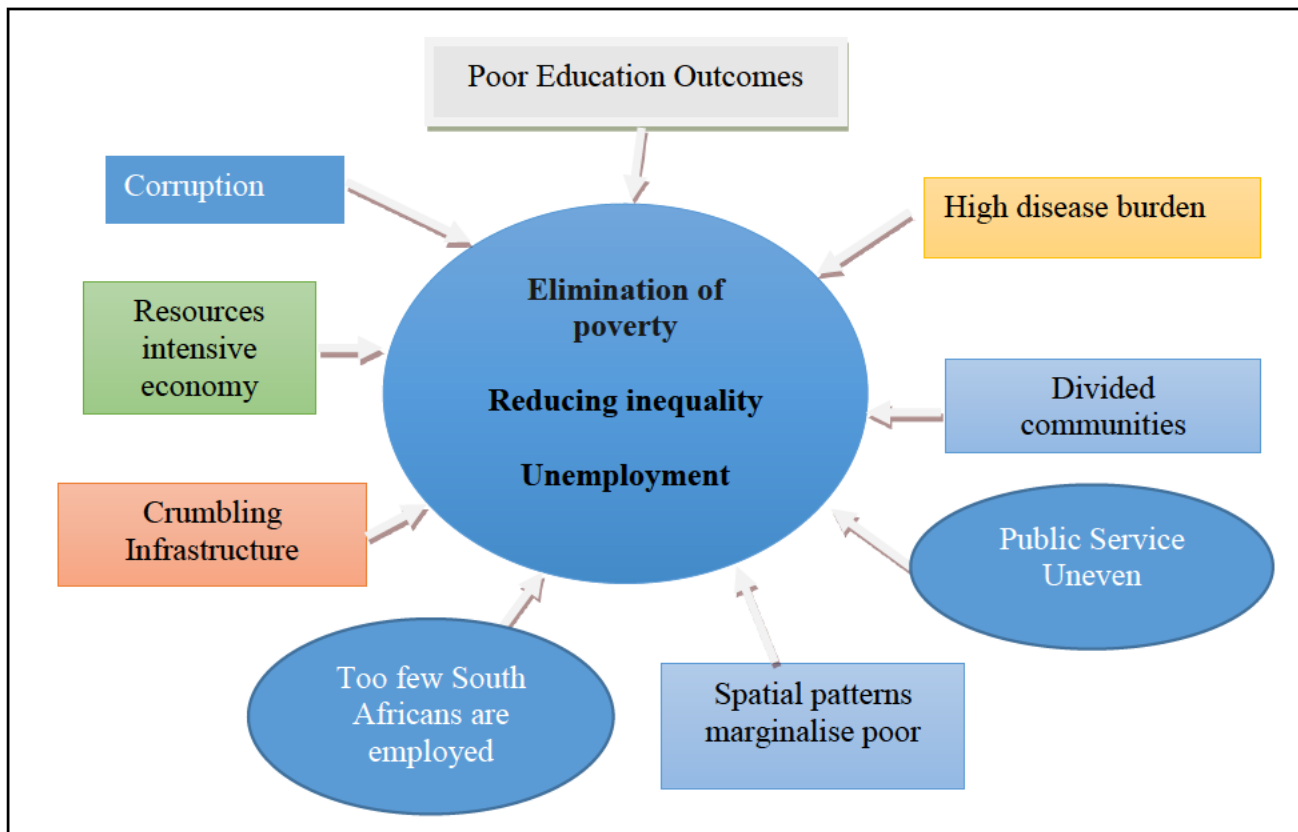 Poor Education Outcomes
Corruption
High disease burden
Elimination of
poverty
Reducing inequality
Unemployment
Resources
intensive
economy
Divided
communities
Crumbling
Infrastructure
Public Service
Uneven
Too few South
Africans are
employed
Spatial patterns
marginalise poor